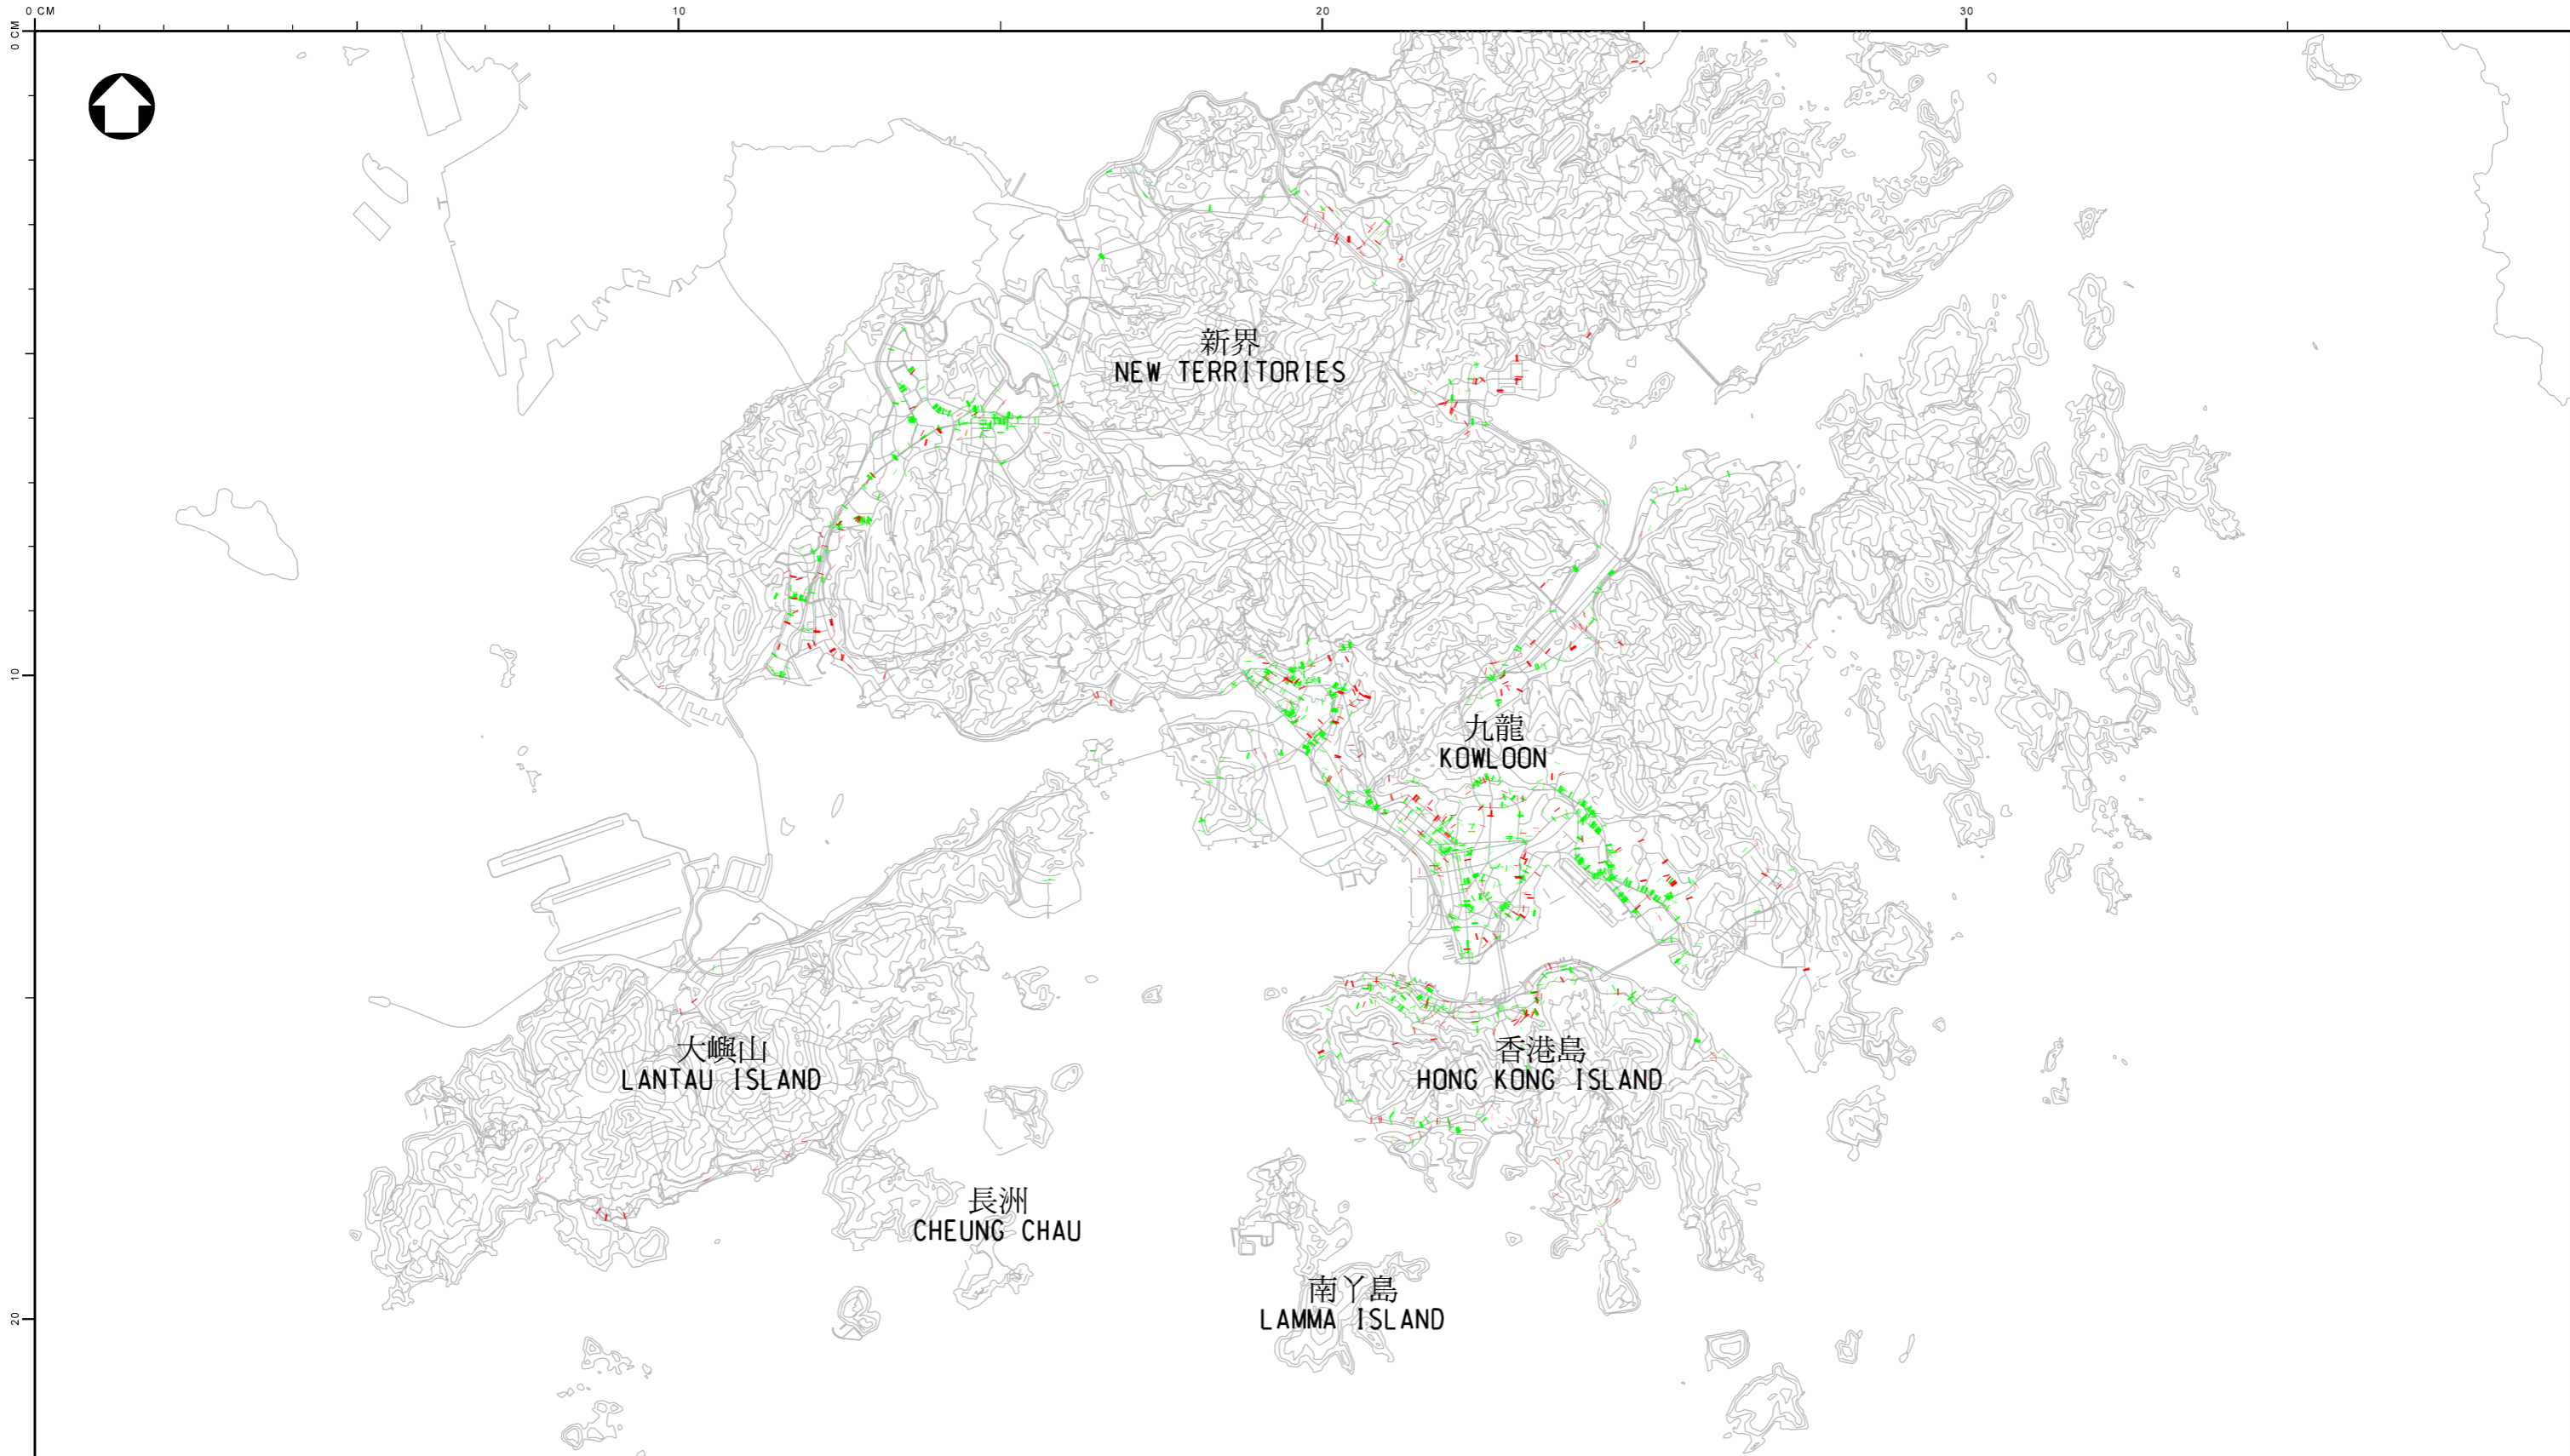 0 CM
10
20
30
0 CM
新界
NEW TERRITORIES
10
九龍
KOWLOON
大嶼山
LANTAU ISLAND
香港島
HONG KONG ISLAND
長洲
CHEUNG CHAU
南丫島
LAMMA ISLAND
20